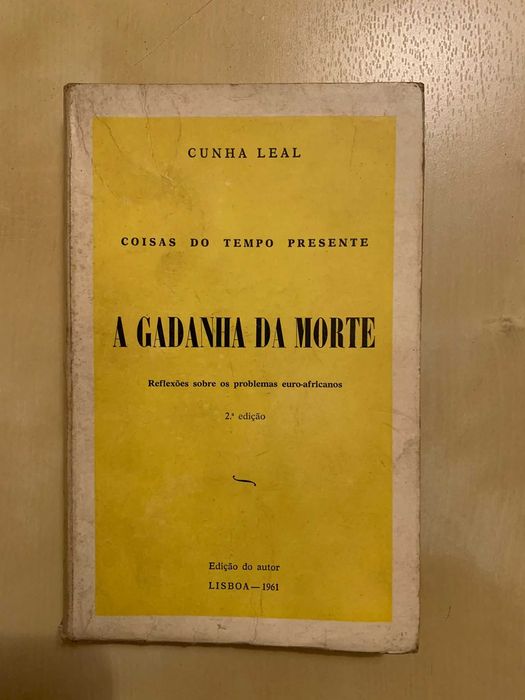 CUNHA LEAL
COISAS DO TEMPO PRESENTE
A GADANHA DA MORTE
Reflexões sobre os problemas euro-africanos
2.ª edição
Edição do autor
LISBOA — 1961